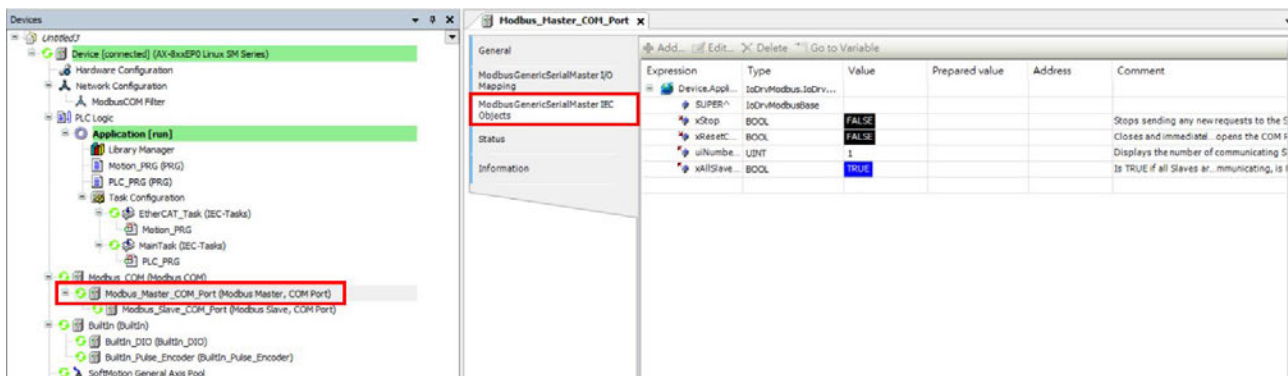 Devices
Untitled3
Device [connected] (AX-8xxEP0 Linux SM Series)
Hardware Configuration
Network Configuration
ModbusCOM Filter
PLC Logic
Application [run]
Library Manager
Motion_PRG (PRG)
PLC_PRG (PRG)
Task Configuration
EtherCAT_Task (IEC-Tasks)
Motion_PRG
MainTask (IEC-Tasks)
PLC_PRG
Modbus_COM (Modbus COM)
Modbus_Master_COM_Port (Modbus Master, COM Port)
Modbus_Slave_COM_Port (Modbus Slave, COM Port)
BuiltIn (BuiltIn)
BuiltIn_DIO (BuiltIn_DIO)
BuiltIn_Pulse_Encoder (BuiltIn_Pulse_Encoder)
SoftMotion General Axis Pool
Modbus_Master_COM_Port
General
ModbusGenericSerialMaster I/O
Mapping
ModbusGenericSerialMaster IEC
Objects
Status
Information
Add... Edit... Delete Go to Variable
Expression Type Value Prepared value Address Comment
Device.Appl... IoDrvModbus.IoDrv...
SUPER^ IoDrvModbusBase
xStop BOOL FALSE Stops sending any new requests to the S
xResetC... BOOL FALSE Closes and immediatel...opens the COM P
uiNumbe... UINT 1 Displays the number of communicating S
xAllSlave... BOOL TRUE Is TRUE if all Slaves ar...mmunicating, is